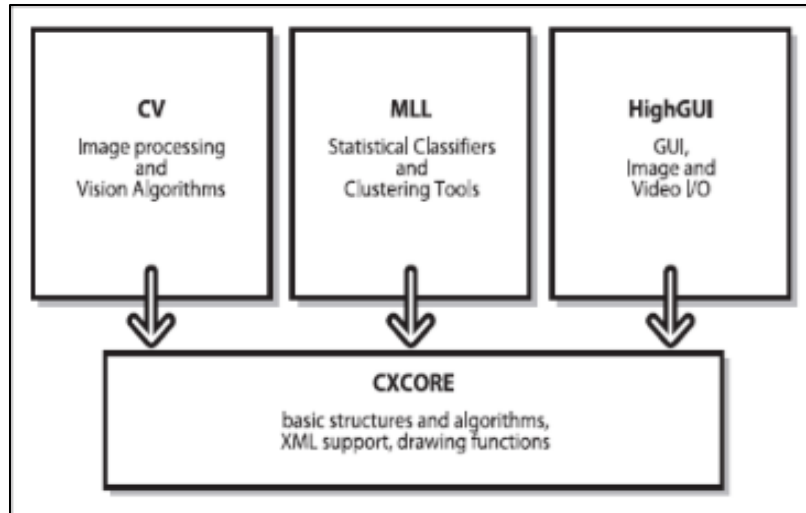 CV
Image processing
and
Vision Algorithms
MLL
Statistical Classifiers
and
Clustering Tools
HighGUI
GUI,
Image and
Video I/O
CXCORE
basic structures and algorithms,
XML support, drawing functions